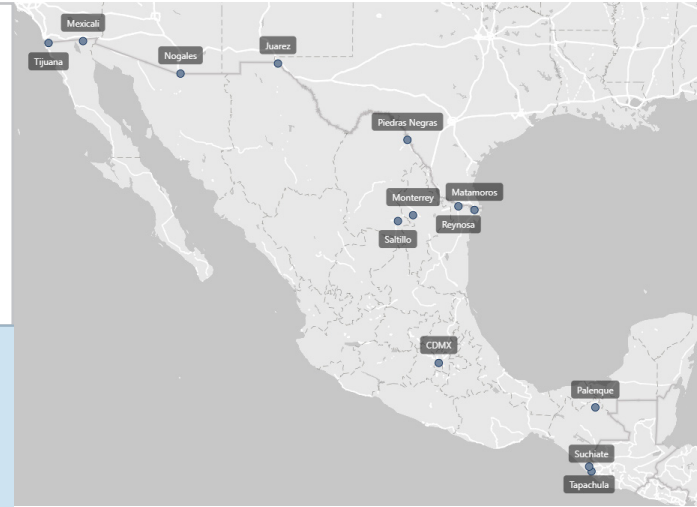 Mexicali
Tijuana
Nogales
Juarez
Piedras Negras
Monterrey
Matamoros
Reynosa
Saltillo
CDMX
Palenque
Suchiate
Tapachula